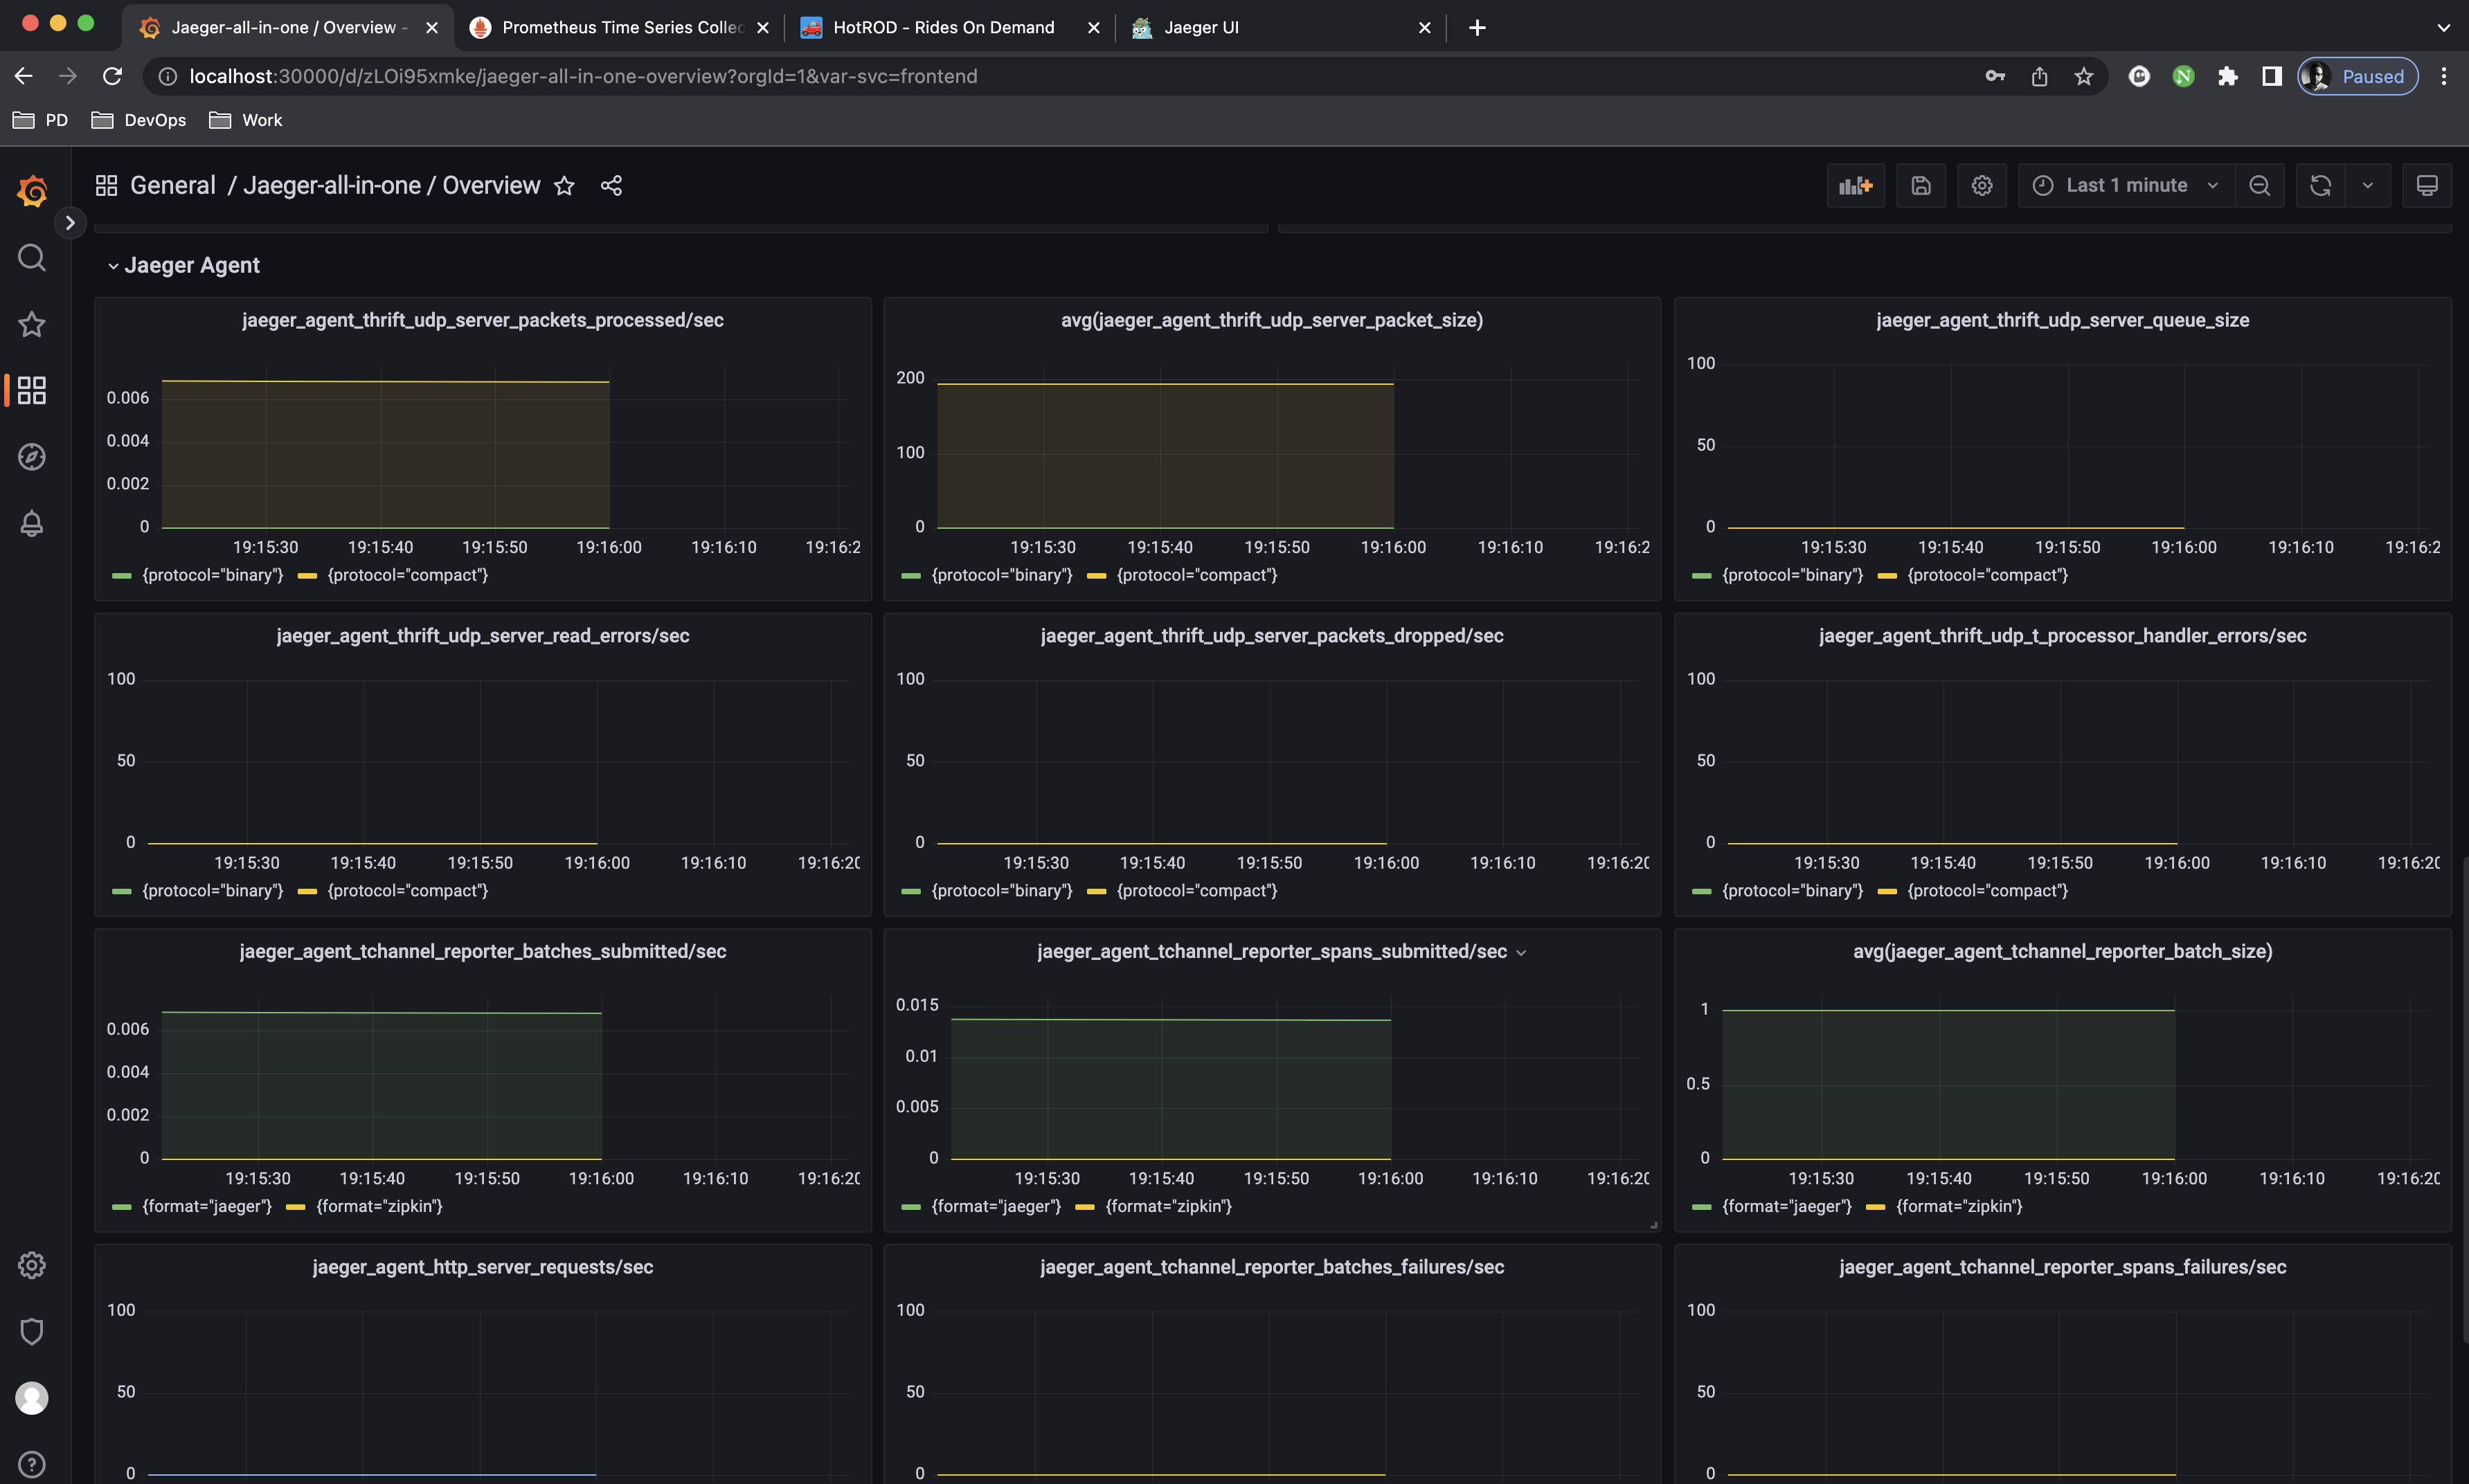 Jaeger-all-in-one / Overview - Prometheus Time Series Collec HotROD - Rides On Demand Jaeger UI
localhost:30000/d/zLOi95xmke/jaeger-all-in-one-overview?orgId=1&var-svc=frontend Paused
PD DevOps Work
General / Jaeger-all-in-one / Overview Last 1 minute
Jaeger Agent
jaeger_agent_thrift_udp_server_packets_processed/sec
0.006
0.004
0.002
0
19:15:30 19:15:40 19:15:50 19:16:00 19:16:10 19:16:2
{protocol="binary"} {protocol="compact"}
avg(jaeger_agent_thrift_udp_server_packet_size)
200
100
0
19:15:30 19:15:40 19:15:50 19:16:00 19:16:10 19:16:2
{protocol="binary"} {protocol="compact"}
jaeger_agent_thrift_udp_server_queue_size
100
50
0
19:15:30 19:15:40 19:15:50 19:16:00 19:16:10 19:16:2
{protocol="binary"} {protocol="compact"}
jaeger_agent_thrift_udp_server_read_errors/sec
100
50
0
19:15:30 19:15:40 19:15:50 19:16:00 19:16:10 19:16:20
{protocol="binary"} {protocol="compact"}
jaeger_agent_thrift_udp_server_packets_dropped/sec
100
50
0
19:15:30 19:15:40 19:15:50 19:16:00 19:16:10 19:16:20
{protocol="binary"} {protocol="compact"}
jaeger_agent_thrift_udp_t_processor_handler_errors/sec
100
50
0
19:15:30 19:15:40 19:15:50 19:16:00 19:16:10 19:16:20
{protocol="binary"} {protocol="compact"}
jaeger_agent_tchannel_reporter_batches_submitted/sec
0.006
0.004
0.002
0
19:15:30 19:15:40 19:15:50 19:16:00 19:16:10 19:16:20
{format="jaeger"} {format="zipkin"}
jaeger_agent_tchannel_reporter_spans_submitted/sec
0.015
0.01
0.005
0
19:15:30 19:15:40 19:15:50 19:16:00 19:16:10 19:16:20
{format="jaeger"} {format="zipkin"}
avg(jaeger_agent_tchannel_reporter_batch_size)
1
0.5
0
19:15:30 19:15:40 19:15:50 19:16:00 19:16:10 19:16:20
{format="jaeger"} {format="zipkin"}
jaeger_agent_http_server_requests/sec
100
50
0
jaeger_agent_tchannel_reporter_batches_failures/sec
100
50
0
jaeger_agent_tchannel_reporter_spans_failures/sec
100
50
0